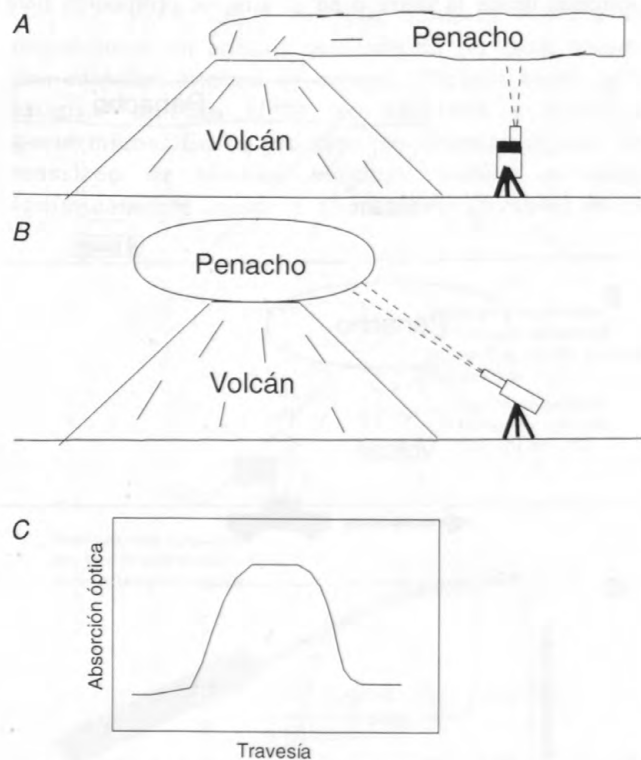 A
Penacho
Volcán
B
Penacho
Volcán
C
Absorción óptica
Travesía